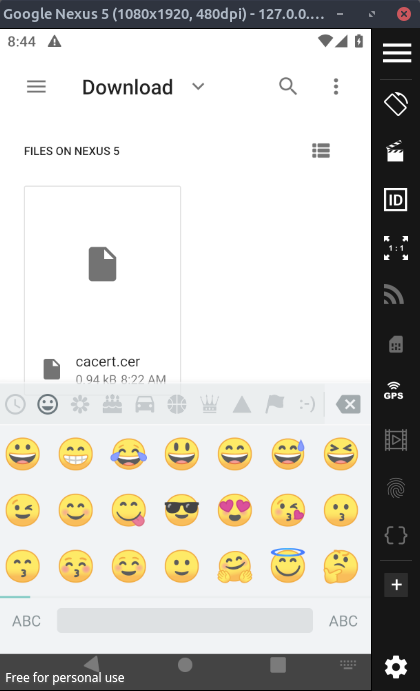 Google Nexus 5 (1080x1920, 480dpi) - 127.0.0....
8:44
Download
FILES ON NEXUS 5
cacert.cer
0.94 kB 8:22 AM
:-)
ABC
ABC
Free for personal use
ID
1:1
GPS